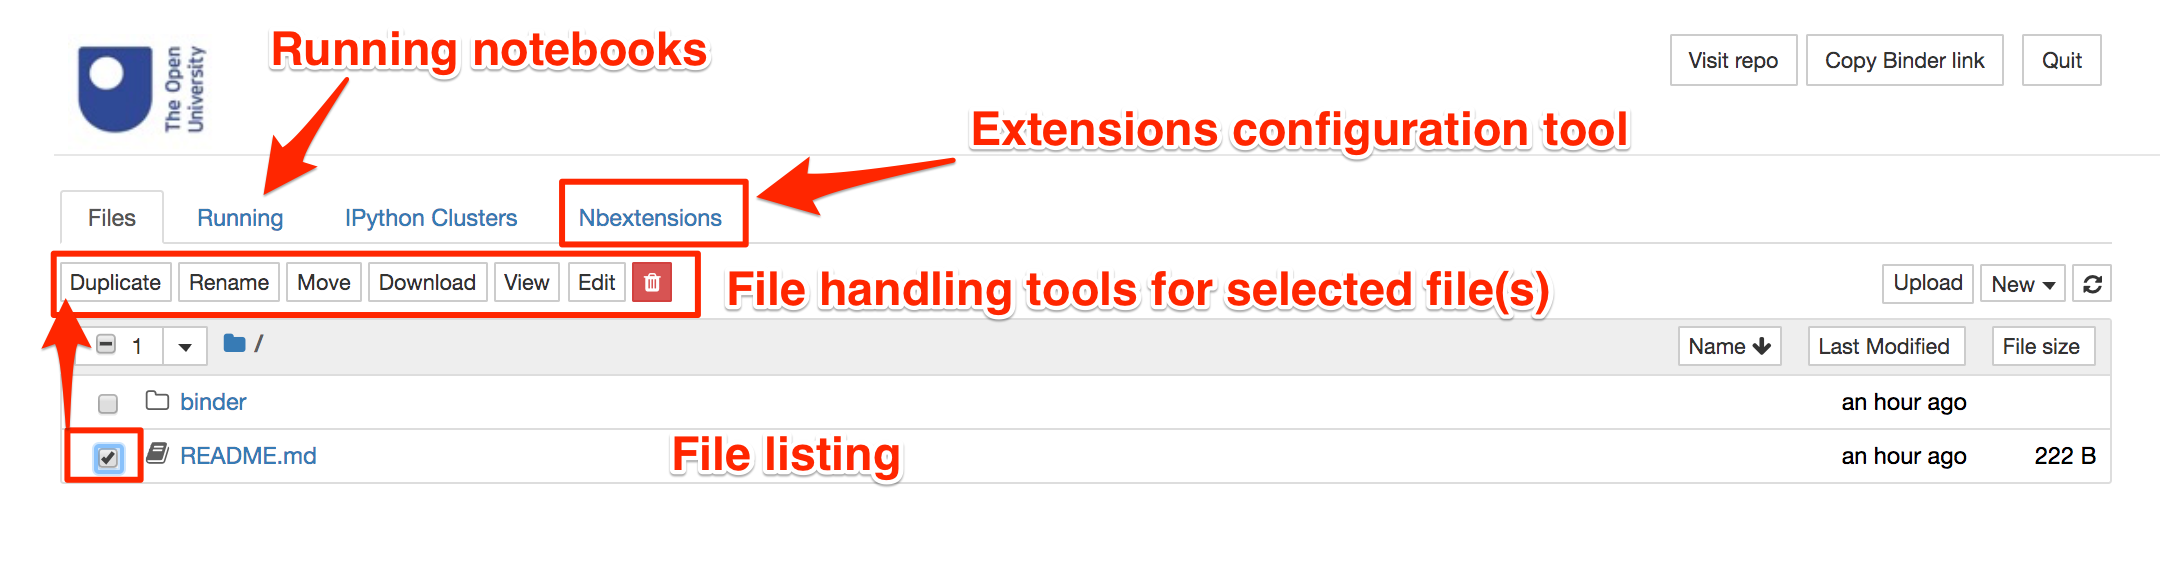 Running notebooks
The Open
University
Visit repo
Copy Binder link
Quit
Extensions configuration tool
Files
Running
IPython Clusters
Nbextensions
Duplicate
Rename
Move
Download
View
Edit
File handling tools for selected file(s)
Upload
New
1
/
Name
Last Modified
File size
binder
an hour ago
README.md
File listing
an hour ago
222 B